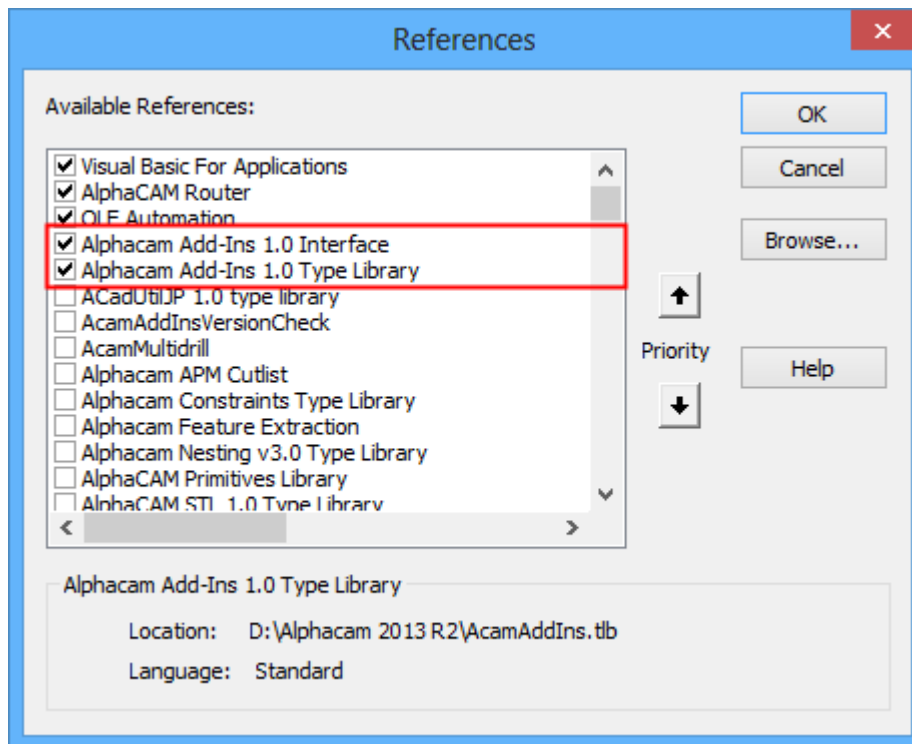 References
Available References:
OK
Cancel
Browse...
Visual Basic For Applications
AlphaCAM Router
OLE Automation
Alphacam Add-Ins 1.0 Interface
Alphacam Add-Ins 1.0 Type Library
ACadUtilJP 1.0 type library
AcamAddInsVersionCheck
AcamMultidrill
Alphacam APM Cutlist
Alphacam Constraints Type Library
Alphacam Feature Extraction
Alphacam Nesting v3.0 Type Library
AlphaCAM Primitives Library
AlphaCAM STL 1.0 Type Library
Priority
Help
Alphacam Add-Ins 1.0 Type Library
Location: D:\Alphacam 2013 R2\AcamAddIns.tlb
Language: Standard